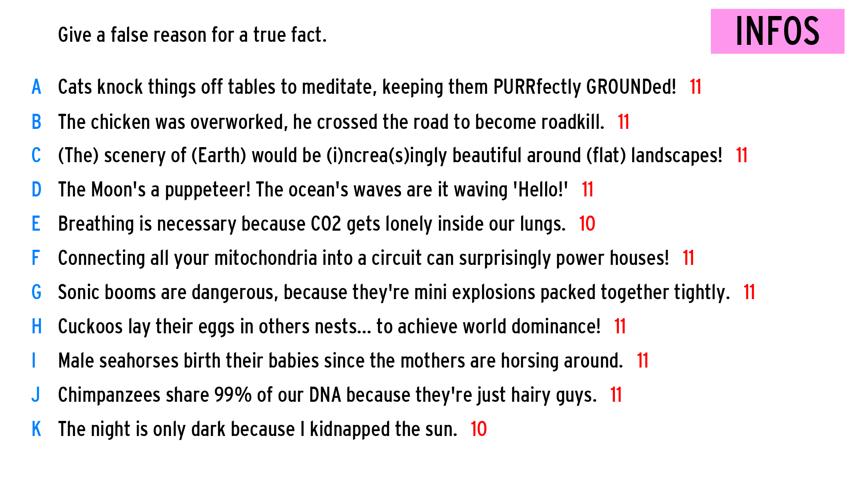 Give a false reason for a true fact.
INFOS
A Cats knock things off tables to meditate, keeping them PURRfectly GROUNDed! 11
B The chicken was overworked, he crossed the road to become roadkill. 11
C (The) scenery of (Earth) would be (i)ncrea(s)ingly beautiful around (flat) landscapes! 11
D The Moon's a puppeteer! The ocean's waves are it waving 'Hello!' 11
E Breathing is necessary because CO2 gets lonely inside our lungs. 10
F Connecting all your mitochondria into a circuit can surprisingly power houses! 11
G Sonic booms are dangerous, because they're mini explosions packed together tightly. 11
H Cuckoos lay their eggs in others nests... to achieve world dominance! 11
I Male seahorses birth their babies since the mothers are horsing around. 11
J Chimpanzees share 99% of our DNA because they're just hairy guys. 11
K The night is only dark because I kidnapped the sun. 10